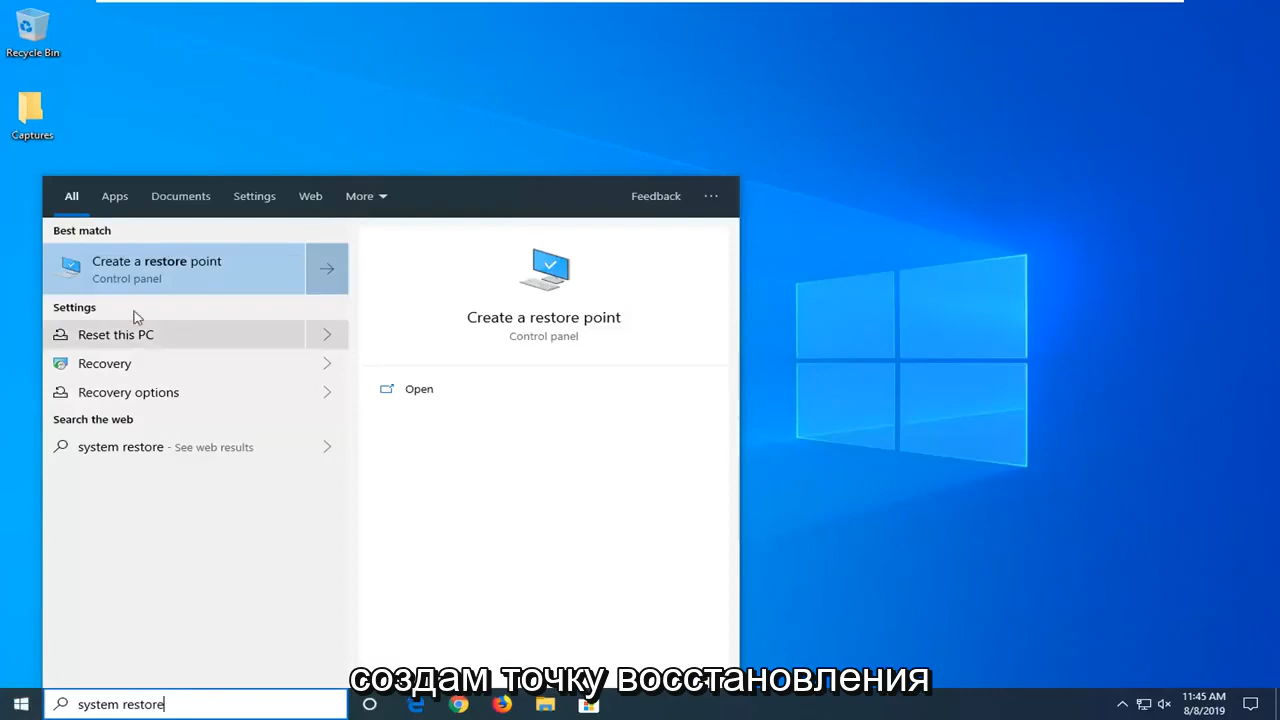 Recycle Bin
Captures
All Apps Documents Settings Web More Feedback ...
Best match
Create a restore point
Control panel
Settings
Reset this PC
Recovery
Recovery options
Search the web
system restore - See web results
Create a restore point
Control panel
Open
создам точку восстановления
system restore
11:45 AM
8/8/2019